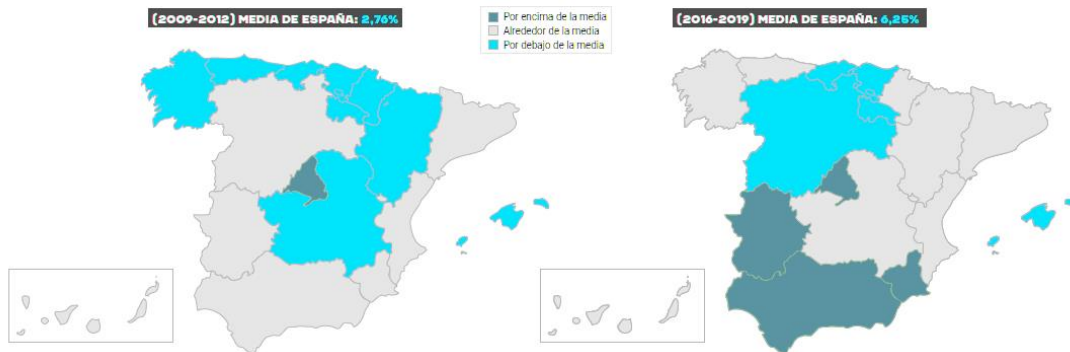 (2009-2012) MEDIA DE ESPAÑA: 2,76%
Por encima de la media
Alrededor de la media
Por debajo de la media
(2016-2019) MEDIA DE ESPAÑA: 6,25%